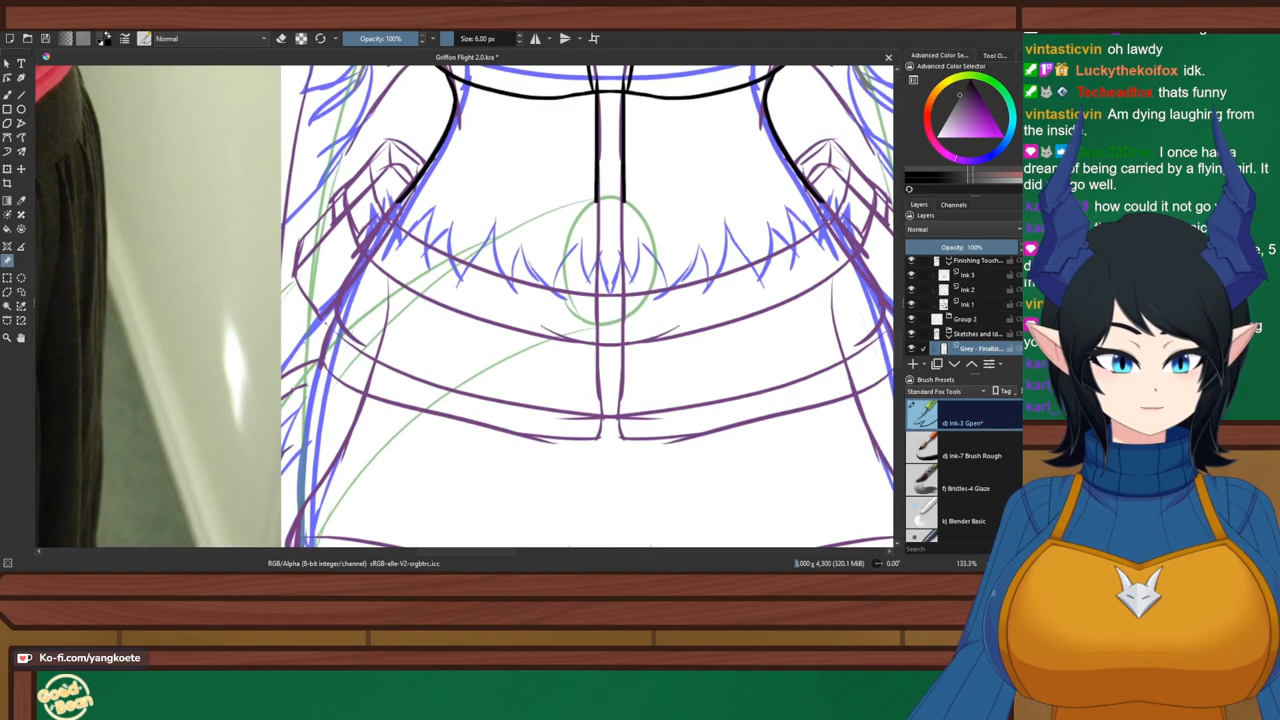 Normal
Opacity: 100%
Size: 6.00 px
Griffon Flight 2.0.kra *
Advanced Color Se...
Tool O...
Advanced Color Selector
Layers
Channels
Layers
Normal
Opacity: 100%
Finishing Touch...
Ink 3
Ink 2
Ink 1
Group 2
Sketches and Id...
Grey - Finalis...
Brush Presets
Standard Fox Tools
Tag
d) Ink-3 Gpen*
d) Ink-7 Brush Rough
f) Bristles-4 Glaze
k) Blender Basic
Search
RGB/Alpha (8-bit integer/channel) sRGB-elle-V2-srgbtrc.icc
3,000 x 4,300 (320.1 MiB)
0.00°
133.3%
vintasticvin oh lawdy
Luckythekoifox idk.
Techeadfox thats funny
vintasticvin Am dying laughing from
the inside.
Drac32Drac I once had a
dream of being carried by a flying girl. It
did go well.
how could it not go
Ko-fi.com/yangkoete
Good
Bean